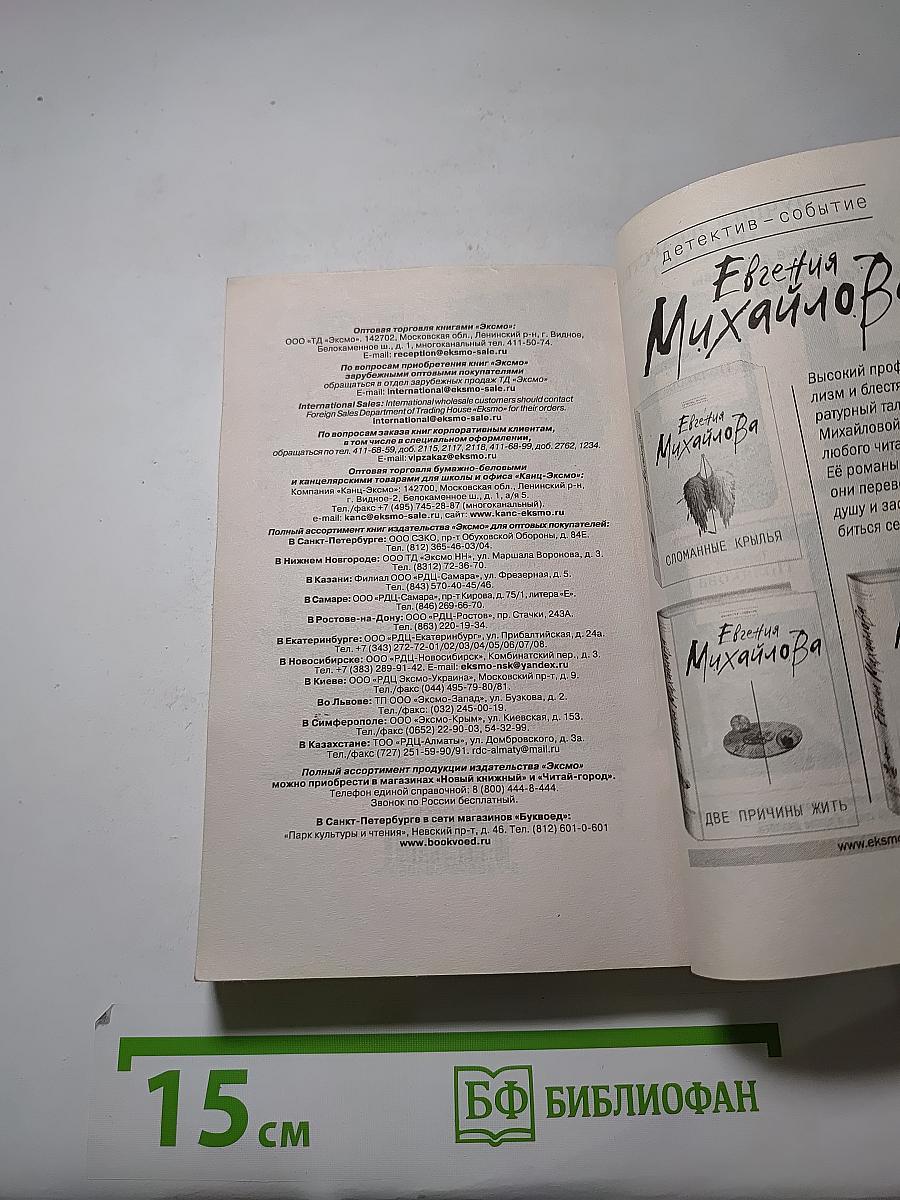 Оптовая торговля книгами «Эксмо»:
ООО «ТД «Эксмо». 142702, Московская обл., Ленинский р-н, г. Видное,
Белокаменное ш., д. 1, многоканальный тел. 411-50-74.
E-mail: reception@eksmo-sale.ru
По вопросам приобретения книг «Эксмо»
зарубежными оптовыми покупателями
обращаться в отдел зарубежных продаж ТД «Эксмо»
E-mail: international@eksmo-sale.ru
International Sales: International wholesale customers should contact
Foreign Sales Department of Trading House «Eksmo» for their orders.
international@eksmo-sale.ru
По вопросам заказа книг корпоративным клиентам,
в том числе в специальном оформлении,
обращаться по тел. 411-68-59, доб. 2115, 2117, 2118, 411-68-99, доб. 2762, 1234.
E-mail: vipzakaz@eksmo.ru
Оптовая торговля бумажно-беловыми
и канцелярскими товарами для школы и офиса «Канц-Эксмо»:
Компания «Канц-Эксмо»: 142700, Московская обл., Ленинский р-н,
г. Видное-2, Белокаменное ш., д. 1, а/я 5.
Тел./факс +7 (495) 745-28-87 (многоканальный).
e-mail: kanc@eksmo-sale.ru, сайт: www.kanc-eksmo.ru
Полный ассортимент книг издательства «Эксмо» для оптовых покупателей:
В Санкт-Петербурге: ООО СЗКО, пр-т Обуховской Обороны, д. 84Е.
Тел. (812) 365-46-03/04.
В Нижнем Новгороде: ООО ТД «Эксмо НН», ул. Маршала Воронова, д. 3.
Тел. (8312) 72-36-70.
В Казани: Филиал ООО «РДЦ-Самара», ул. Фрезерная, д. 5.
Тел. (843) 570-40-45/46.
В Самаре: ООО «РДЦ-Самара», пр-т Кирова, д. 75/1, литера «Е».
Тел. (846) 269-66-70.
В Ростове-на-Дону: ООО «РДЦ-Ростов», пр. Стачки, 243А.
Тел. (863) 220-19-34.
В Екатеринбурге: ООО «РДЦ-Екатеринбург», ул. Прибалтийская, д. 24а.
Тел. +7 (343) 272-72-01/02/03/04/05/06/07/08.
В Новосибирске: ООО «РДЦ-Новосибирск», Комбинатский пер., д. 3.
Тел. +7 (383) 289-91-42. E-mail: eksmo-nsk@yandex.ru
В Киеве: ООО «РДЦ Эксмо-Украина», Московский пр-т, д. 9.
Тел./факс (044) 495-79-80/81.
Во Львове: ТП ООО «Эксмо-Запад», ул. Бузкова, д. 2.
Тел./факс: (032) 245-00-19.
В Симферополе: ООО «Эксмо-Крым», ул. Киевская, д. 153.
Тел./факс (0652) 22-90-03, 54-32-99.
В Казахстане: ТОО «РДЦ-Алматы», ул. Домбровского, д. 3а.
Тел./факс (727) 251-59-90/91. rdc-almaty@mail.ru
Полный ассортимент продукции издательства «Эксмо»
можно приобрести в магазинах «Новый книжный» и «Читай-город».
Телефон единой справочной: 8 (800) 444-8-444.
Звонок по России бесплатный.
В Санкт-Петербурге в сети магазинов «Буквоед»:
«Парк культуры и чтения», Невский пр-т, д. 46. Тел. (812) 601-0-601
www.bookvoed.ru
детектив – событие
Евгения
Михайлова
Высокий проф
лизм и блестя
ратурный тал
Михайловой
любого чита
Её романы
они перево
душу и зас
биться се
Евгения
Михайлова
СЛОМАННЫЕ КРЫЛЬЯ
Евгения
Михайлова
ДВЕ ПРИЧИНЫ ЖИТЬ
www.eksmo
15 см
БФ БИБЛИОФАН